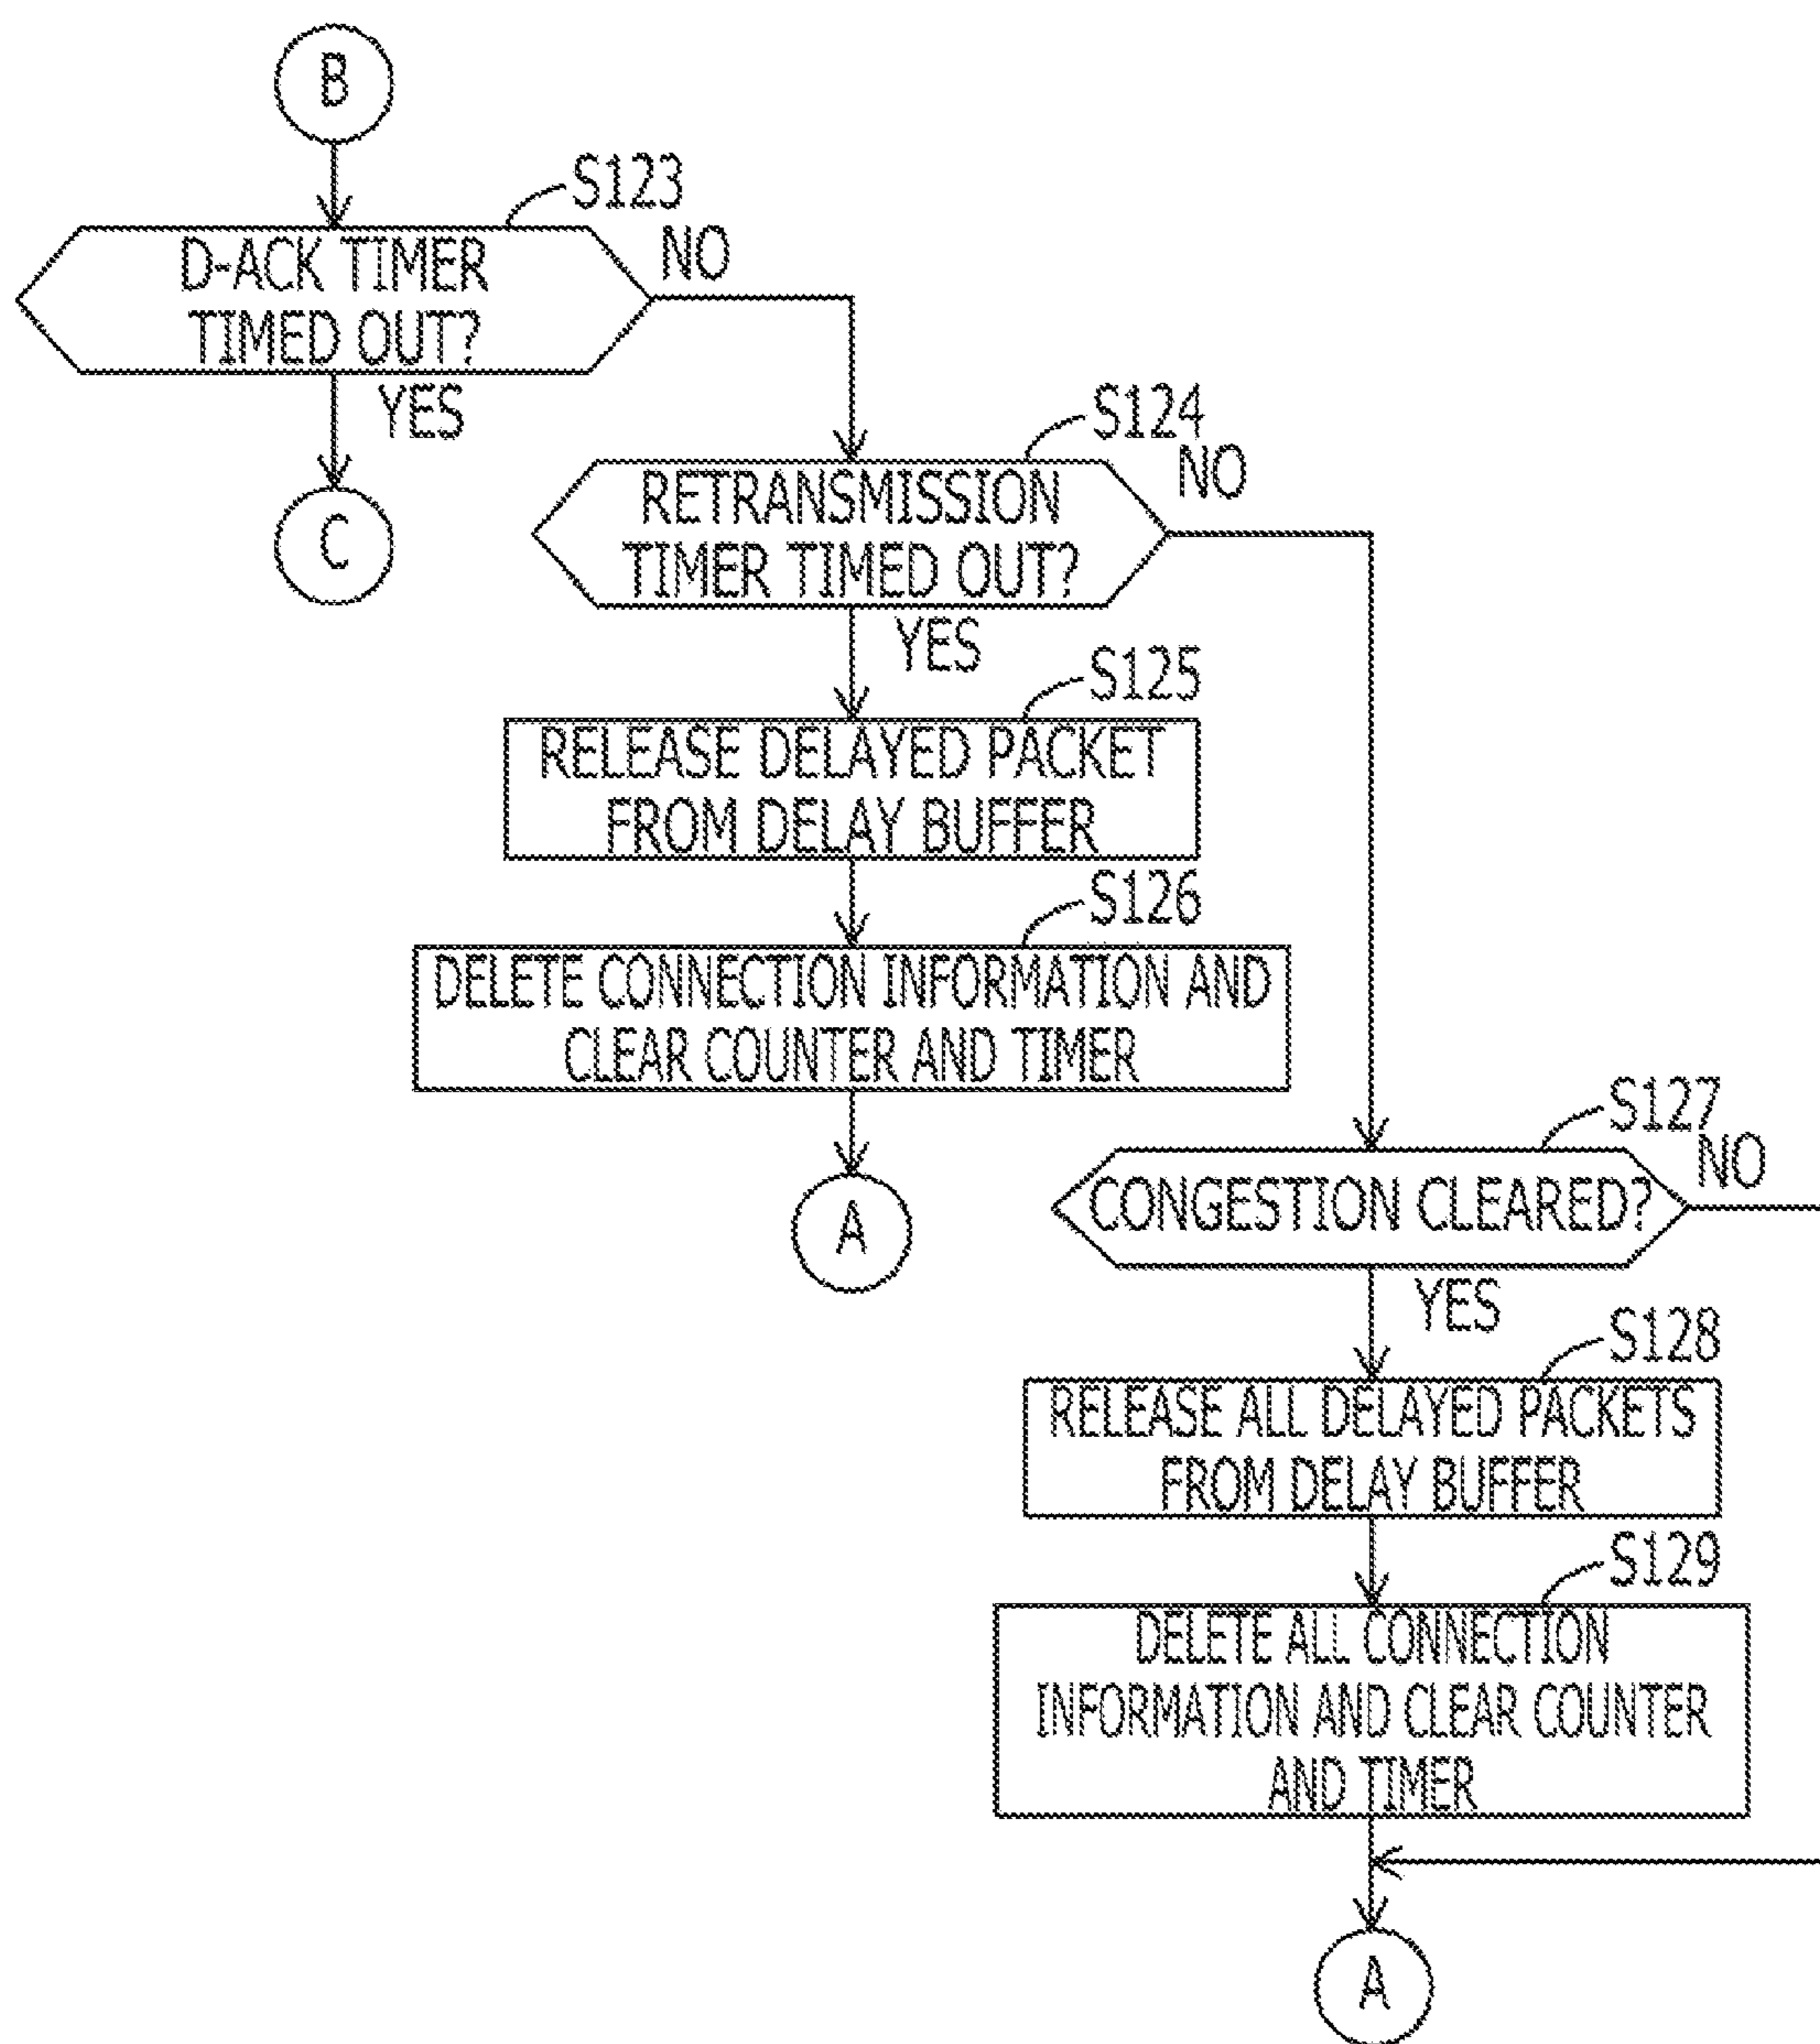 B
S123
D-ACK TIMER
TIMED OUT?
NO
YES
C
S124
RETRANSMISSION
TIMER TIMED OUT?
NO
YES
S125
RELEASE DELAYED PACKET
FROM DELAY BUFFER
S126
DELETE CONNECTION INFORMATION AND
CLEAR COUNTER AND TIMER
A
S127
CONGESTION CLEARED?
NO
YES
S128
RELEASE ALL DELAYED PACKETS
FROM DELAY BUFFER
S129
DELETE ALL CONNECTION
INFORMATION AND CLEAR COUNTER
AND TIMER
A